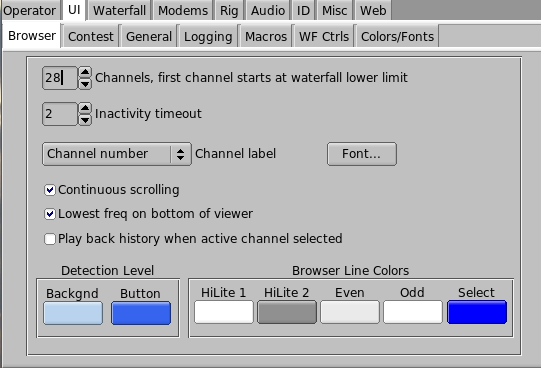 Operator UI Waterfall Modems Rig Audio ID Misc Web
Browser Contest General Logging Macros WF Ctrls Colors/Fonts
28 Channels, first channel starts at waterfall lower limit
2 Inactivity timeout
Channel number Channel label Font...
Continuous scrolling
Lowest freq on bottom of viewer
Play back history when active channel selected
Detection Level Browser Line Colors
Backgnd Button HiLite 1 HiLite 2 Even Odd Select